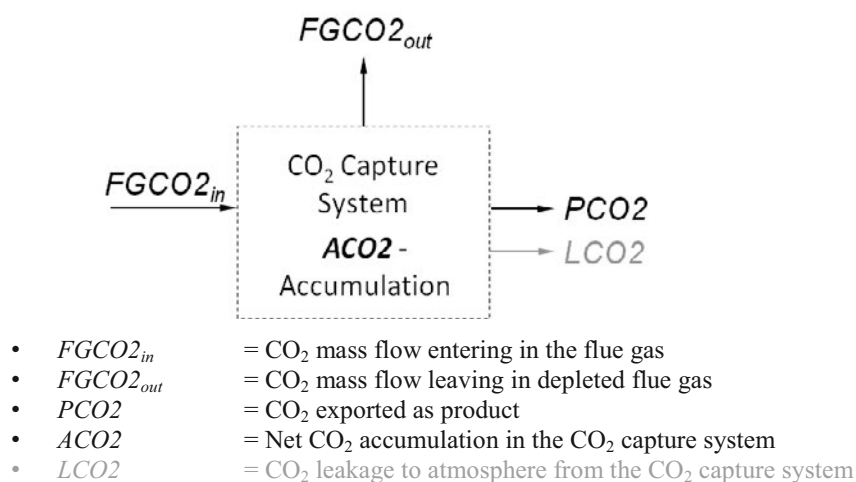 FGCO2out
FGCO2in
CO2 Capture
System
ACO2 -
Accumulation
PCO2
LCO2
• FGCO2in = CO2 mass flow entering in the flue gas
• FGCO2out = CO2 mass flow leaving in depleted flue gas
• PCO2 = CO2 exported as product
• ACO2 = Net CO2 accumulation in the CO2 capture system
• LCO2 = CO2 leakage to atmosphere from the CO2 capture system